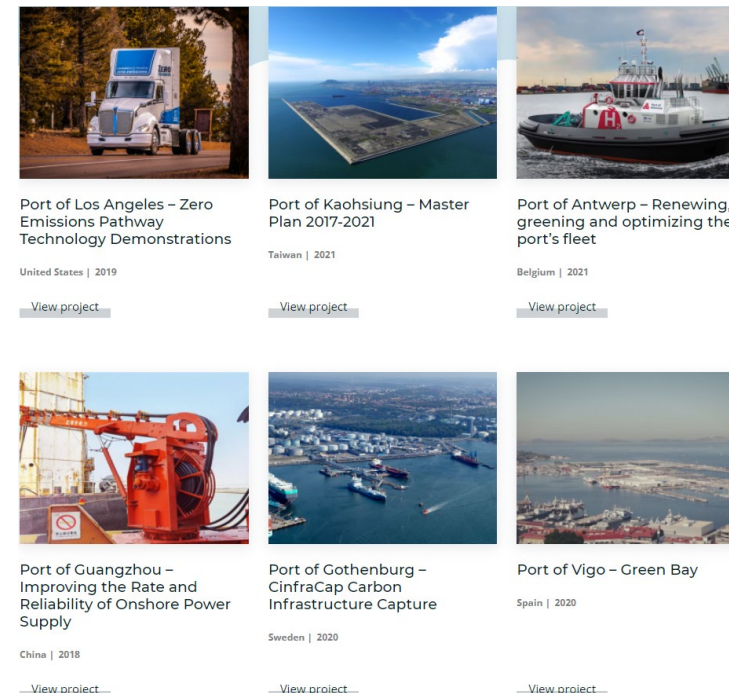 Port of Los Angeles – Zero
Emissions Pathway
Technology Demonstrations
United States | 2019
View project
Port of Kaohsiung – Master
Plan 2017-2021
Taiwan | 2021
View project
H
Port of Antwerp – Renewing,
greening and optimizing the
port's fleet
Belgium | 2021
View project
Port of Guangzhou –
Improving the Rate and
Reliability of Onshore Power
Supply
China | 2018
View project
Port of Gothenburg –
CinfraCap Carbon
Infrastructure Capture
Sweden | 2020
View project
Port of Vigo – Green Bay
Spain | 2020
View project